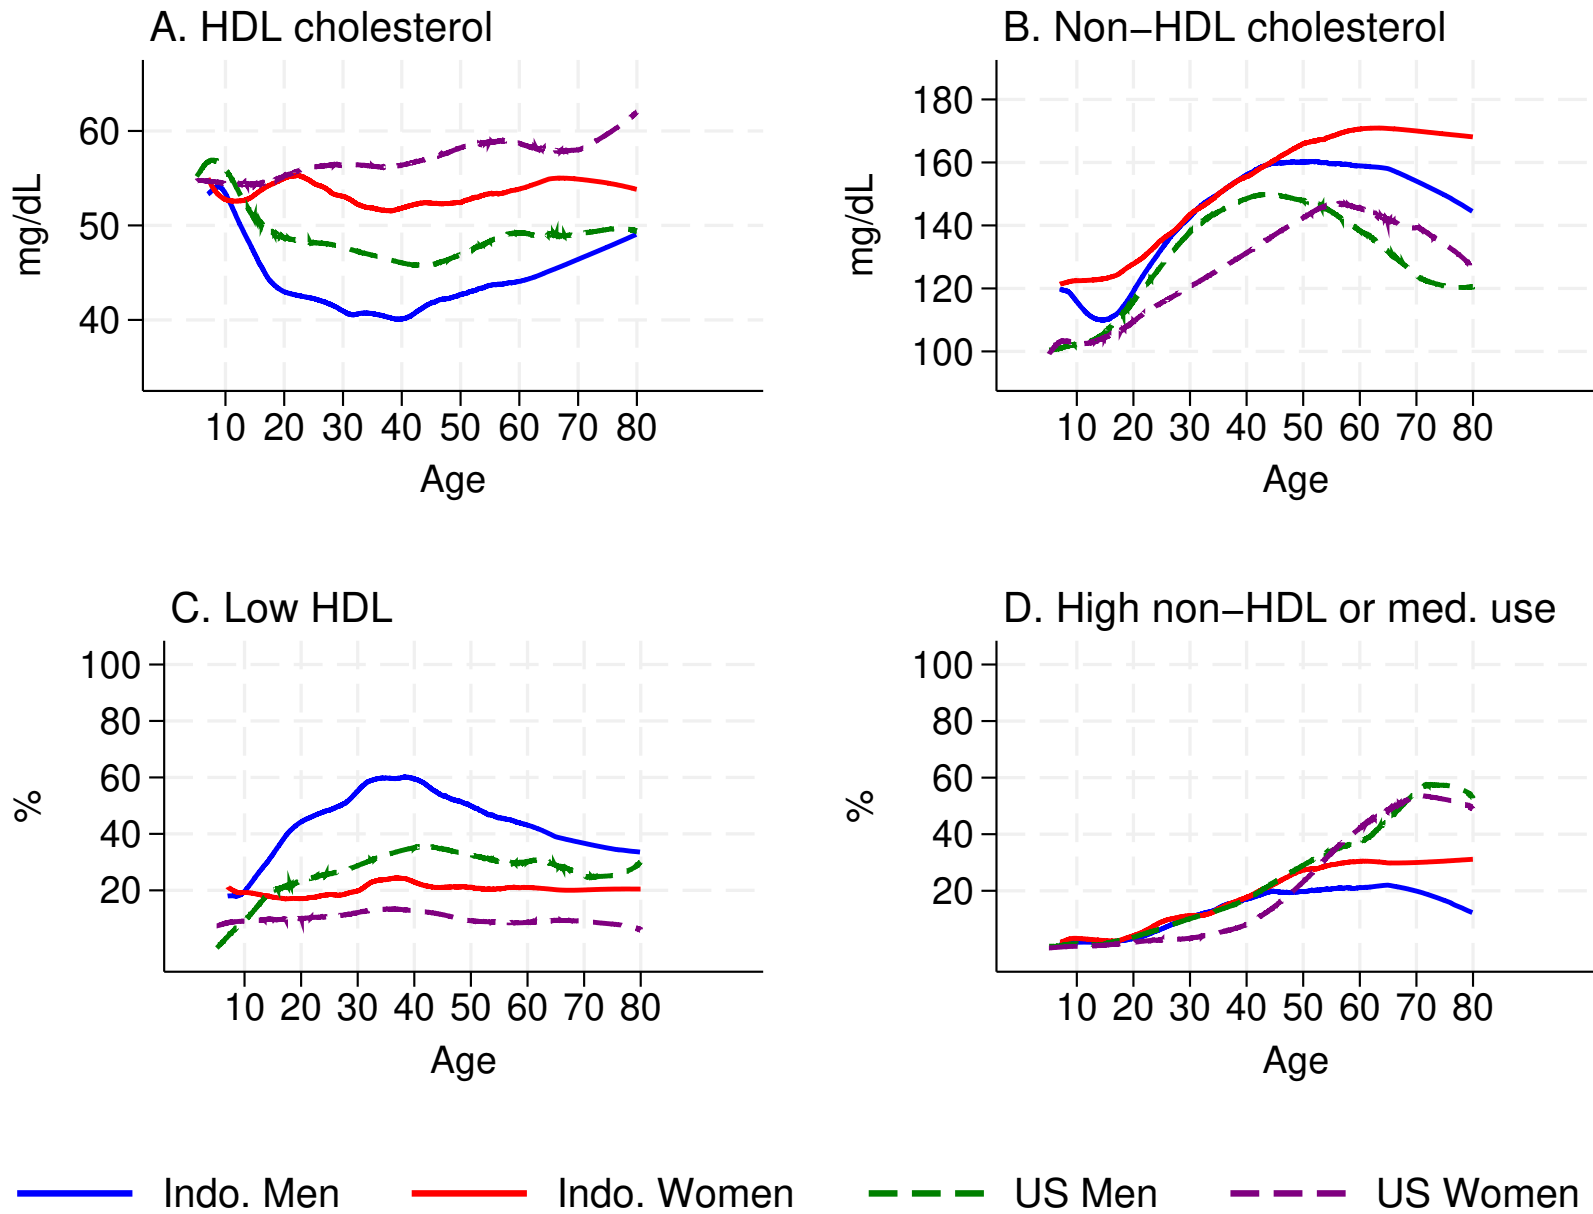 A. HDL cholesterol
mg/dL
60
50
40
10 20 30 40 50 60 70 80
Age
B. Non−HDL cholesterol
mg/dL
180
160
140
120
100
10 20 30 40 50 60 70 80
Age
C. Low HDL
%
100
80
60
40
20
10 20 30 40 50 60 70 80
Age
D. High non−HDL or med. use
%
100
80
60
40
20
10 20 30 40 50 60 70 80
Age
Indo. Men Indo. Women US Men US Women